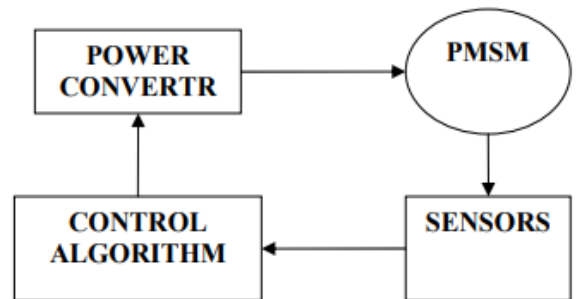 POWER
CONVERTR
PMSM
CONTROL
ALGORITHM
SENSORS